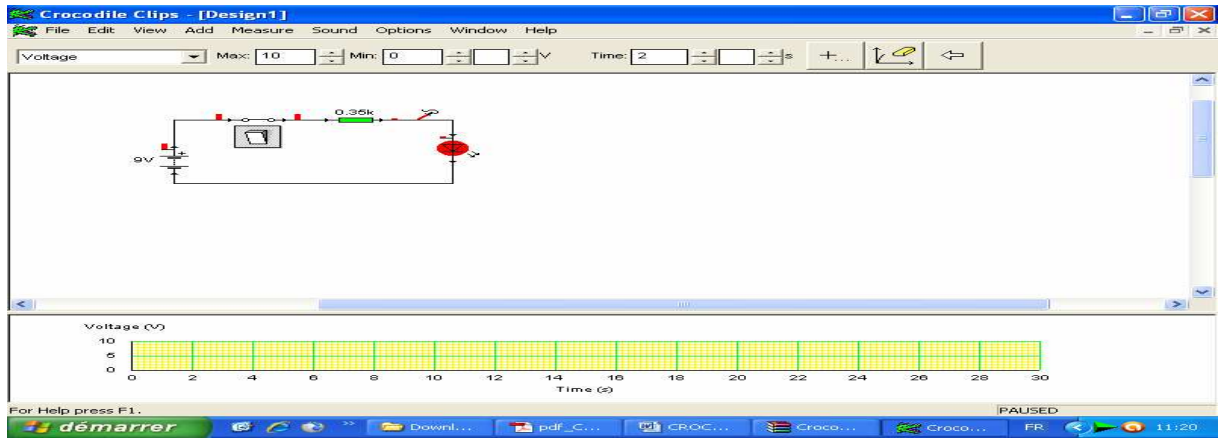 Crocodile Clips - [Design1]
File Edit View Add Measure Sound Options Window Help
Voltage Max: 10 Min: 0 V Time: 2 s +...
0.35k
9V
Voltage (V)
10
5
0
0 2 4 6 8 10 12 14 16 18 20 22 24 26 28 30
Time (s)
For Help press F1. PAUSED
démarrer Downl... pdf_C... CROC... Croco... Croco... FR 11:20